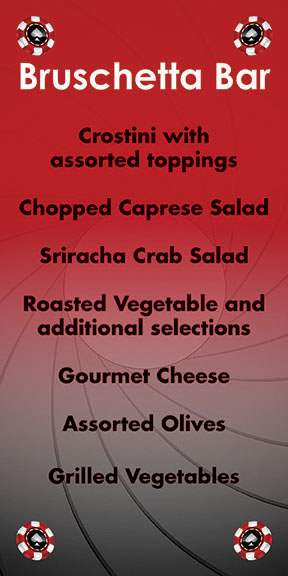 Bruschetta Bar
Crostini with
assorted toppings
Chopped Caprese Salad
Sriracha Crab Salad
Roasted Vegetable and
additional selections
Gourmet Cheese
Assorted Olives
Grilled Vegetables